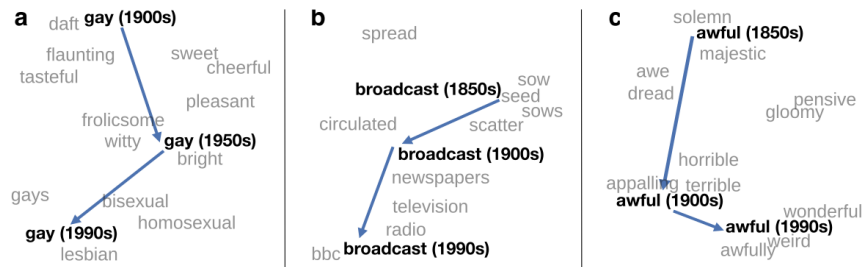 a
daft
gay (1900s)
flaunting
sweet
tasteful
cheerful
pleasant
frolicsome
witty
gay (1950s)
bright
gays
bisexual
homosexual
gay (1990s)
lesbian
b
spread
broadcast (1850s)
sow
seed
sows
circulated
scatter
broadcast (1900s)
newspapers
television
radio
bbc
broadcast (1990s)
c
solemn
awful (1850s)
majestic
awe
dread
pensive
gloomy
horrible
appalling
terrible
awful (1900s)
wonderful
awful (1990s)
weird
awfully